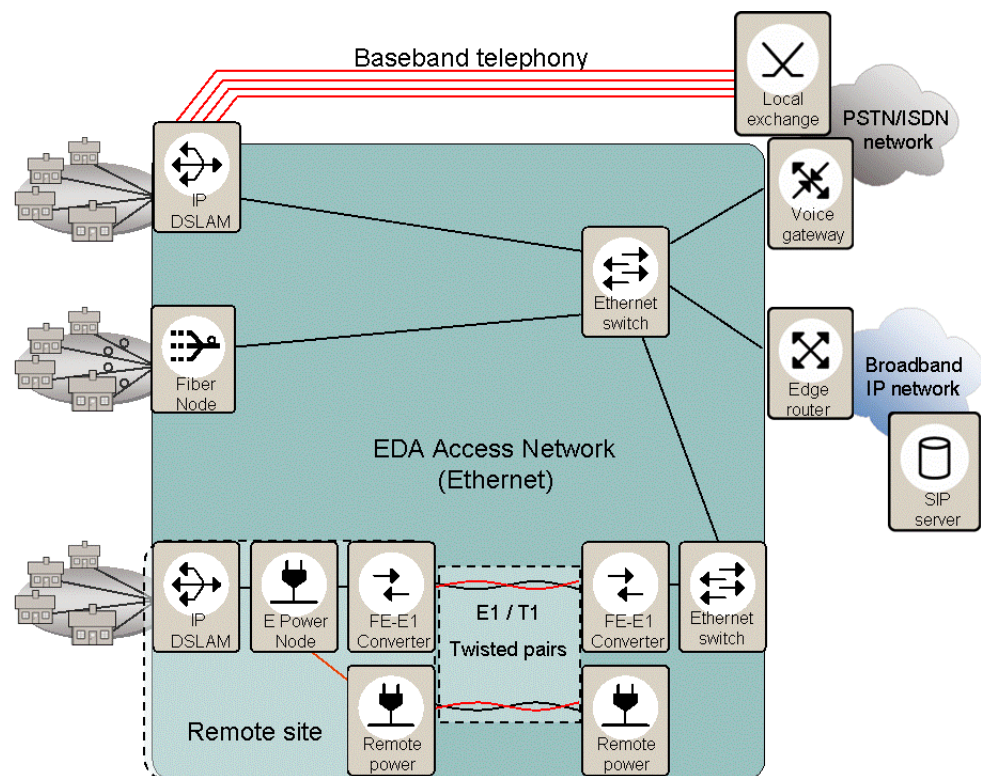 Baseband telephony
Local
exchange
PSTN/ISDN
network
IP
DSLAM
Voice
gateway
Ethernet
switch
Fiber
Node
Edge
router
Broadband
IP network
EDA Access Network
(Ethernet)
SIP
server
IP
DSLAM
E Power
Node
FE-E1
Converter
E1 / T1
Twisted pairs
FE-E1
Converter
Ethernet
switch
Remote site
Remote
power
Remote
power